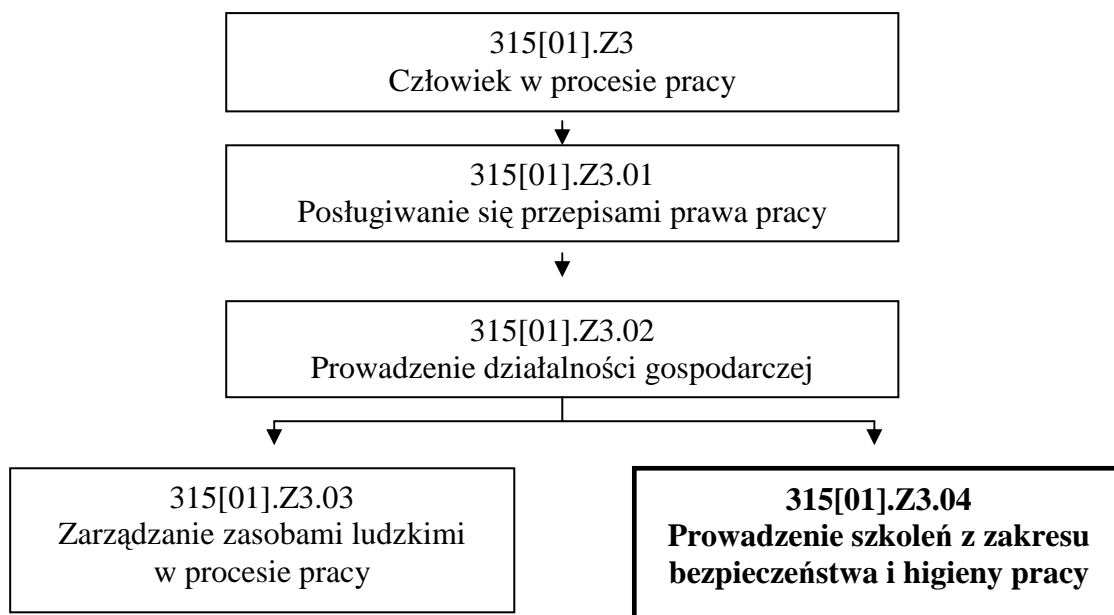 315[01].Z3
Człowiek w procesie pracy
315[01].Z3.01
Posługiwanie się przepisami prawa pracy
315[01].Z3.02
Prowadzenie działalności gospodarczej
315[01].Z3.03
Zarządzanie zasobami ludzkimi
w procesie pracy
315[01].Z3.04
Prowadzenie szkoleń z zakresu
bezpieczeństwa i higieny pracy